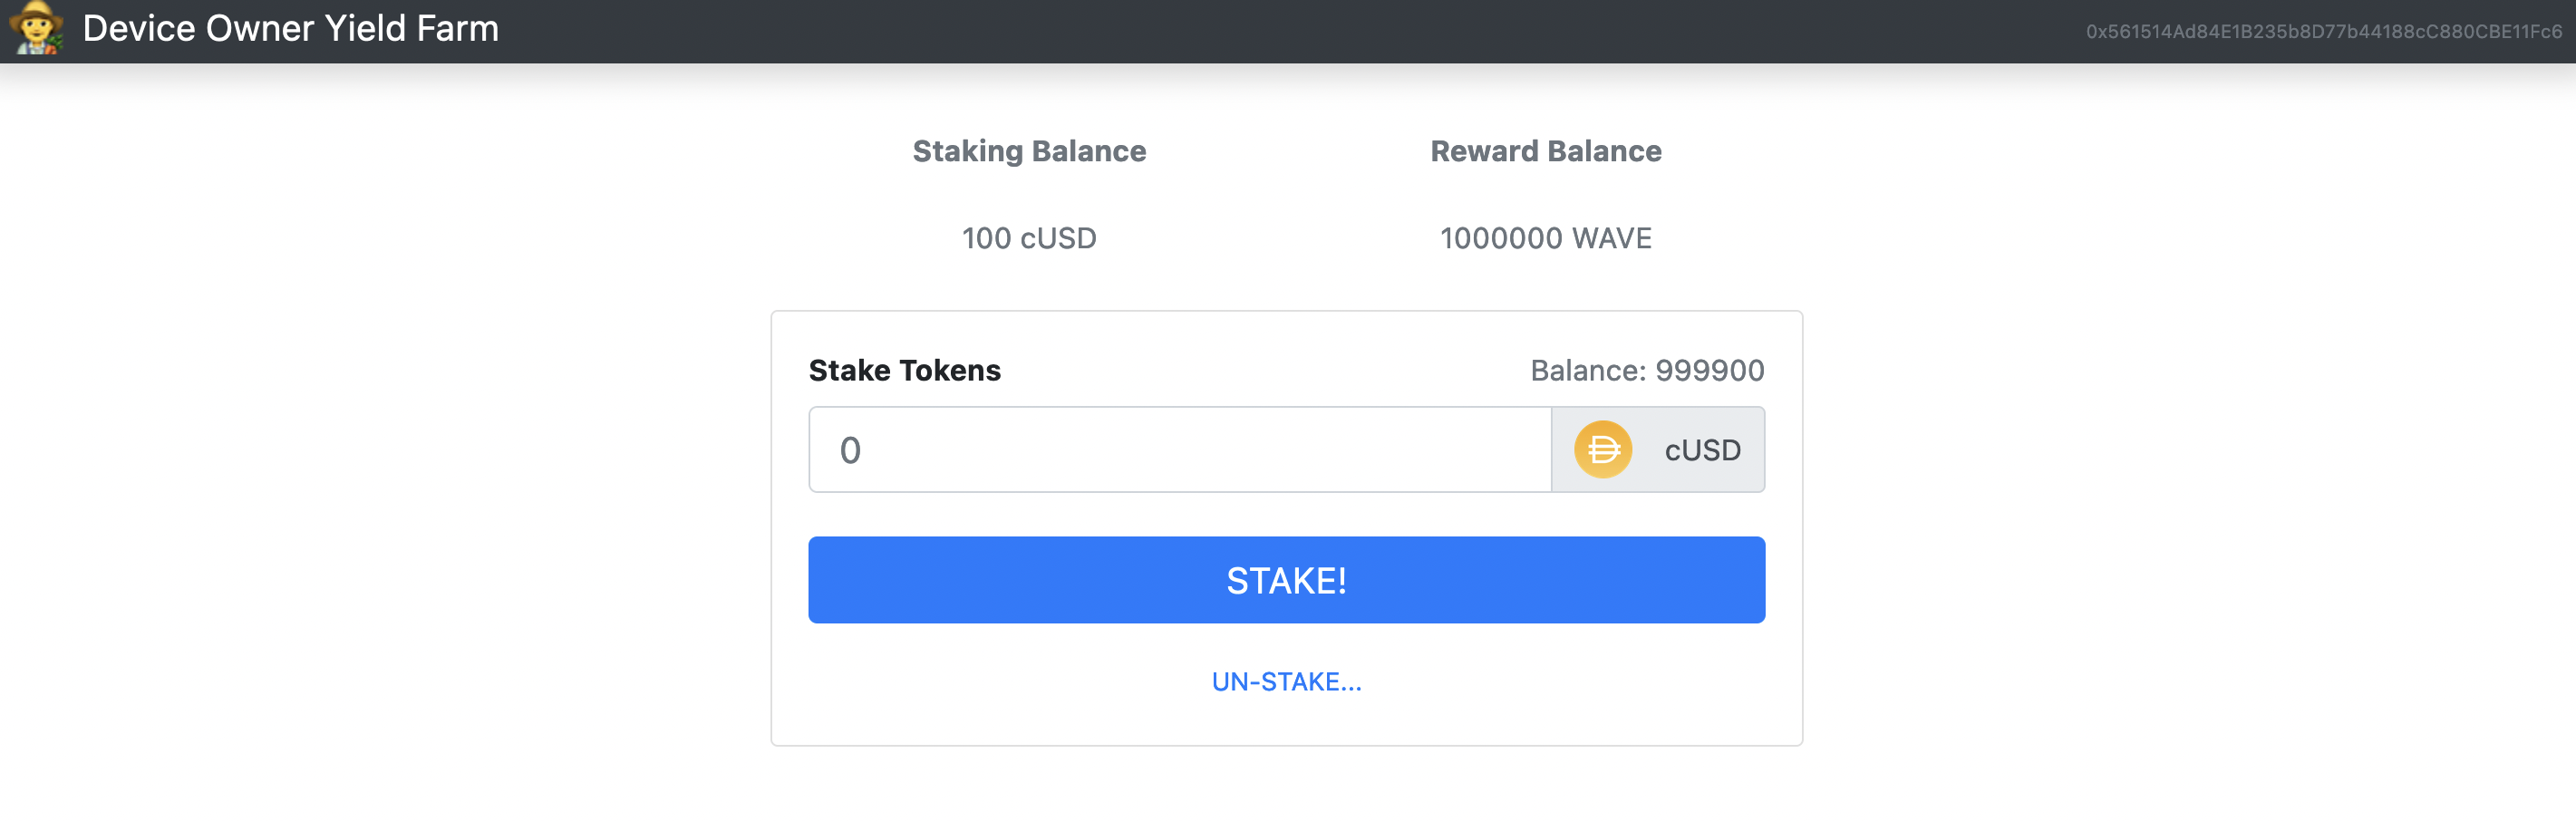 Device Owner Yield Farm
0x561514Ad84E1B235b8D77b44188cC880CBE11Fc6
Staking Balance Reward Balance
100 cUSD 1000000 WAVE
Stake Tokens Balance: 999900
0 cUSD
STAKE!
UN-STAKE...